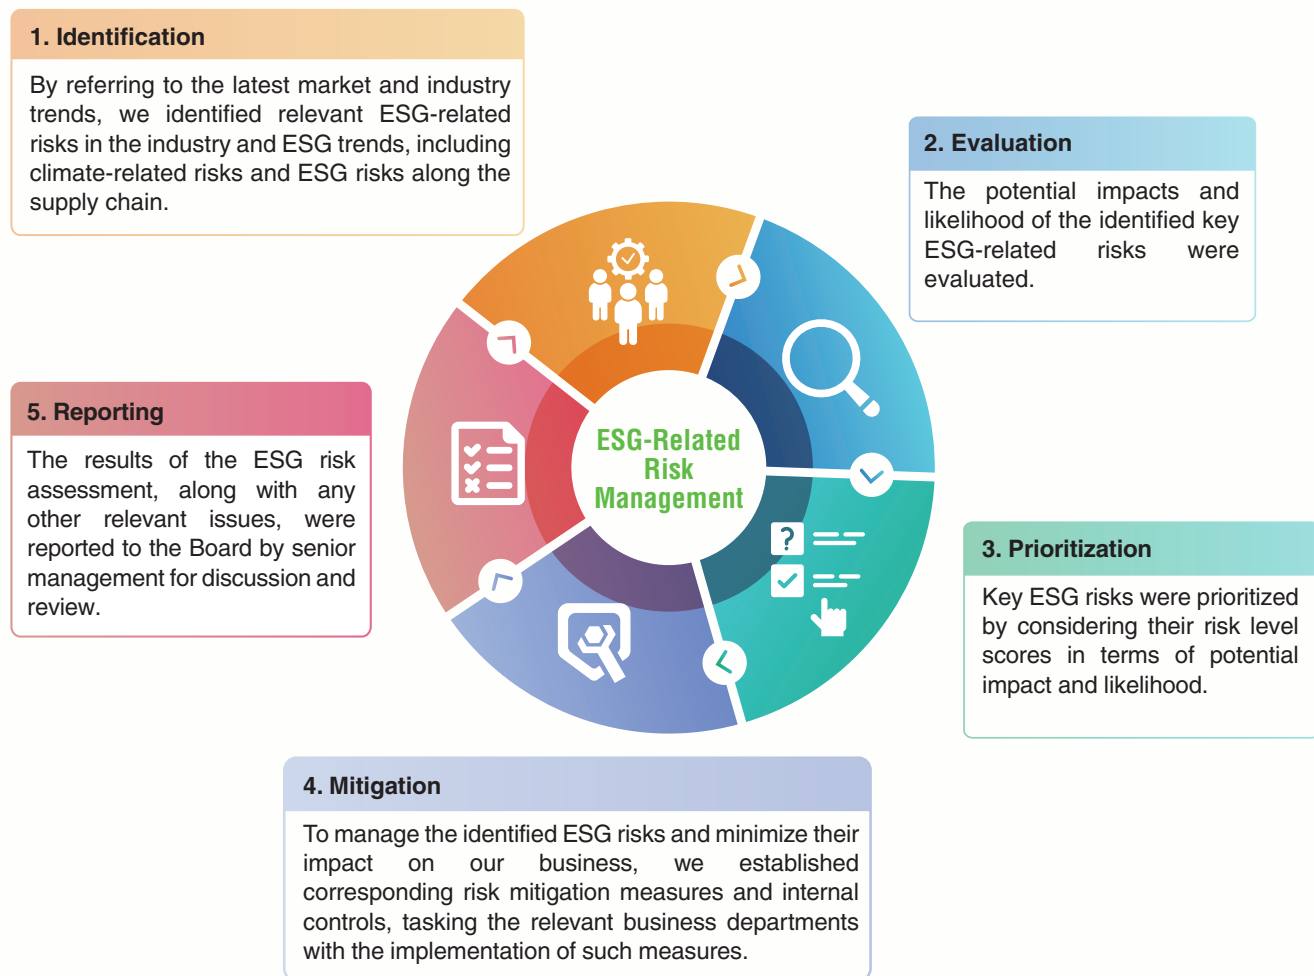 1. Identification
By referring to the latest market and industry
trends, we identified relevant ESG-related
risks in the industry and ESG trends, including
climate-related risks and ESG risks along the
supply chain.
2. Evaluation
The potential impacts and
likelihood of the identified key
ESG-related risks were
evaluated.
ESG-Related
Risk
Management
?
3. Prioritization
Key ESG risks were prioritized
by considering their risk level
scores in terms of potential
impact and likelihood.
4. Mitigation
To manage the identified ESG risks and minimize their
impact on our business, we established
corresponding risk mitigation measures and internal
controls, tasking the relevant business departments
with the implementation of such measures.
5. Reporting
The results of the ESG risk
assessment, along with any
other relevant issues, were
reported to the Board by senior
management for discussion and
review.